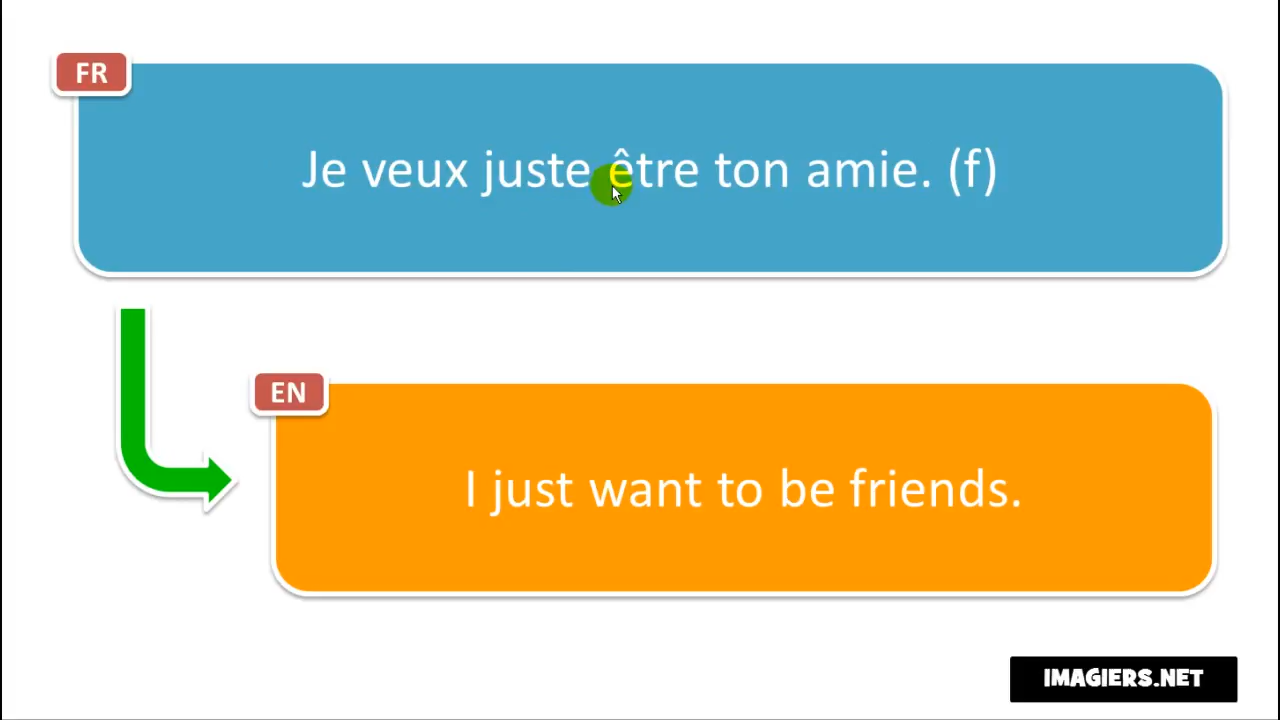 FR
Je veux juste être ton amie. (f)
EN
I just want to be friends.
IMAGIERS.NET